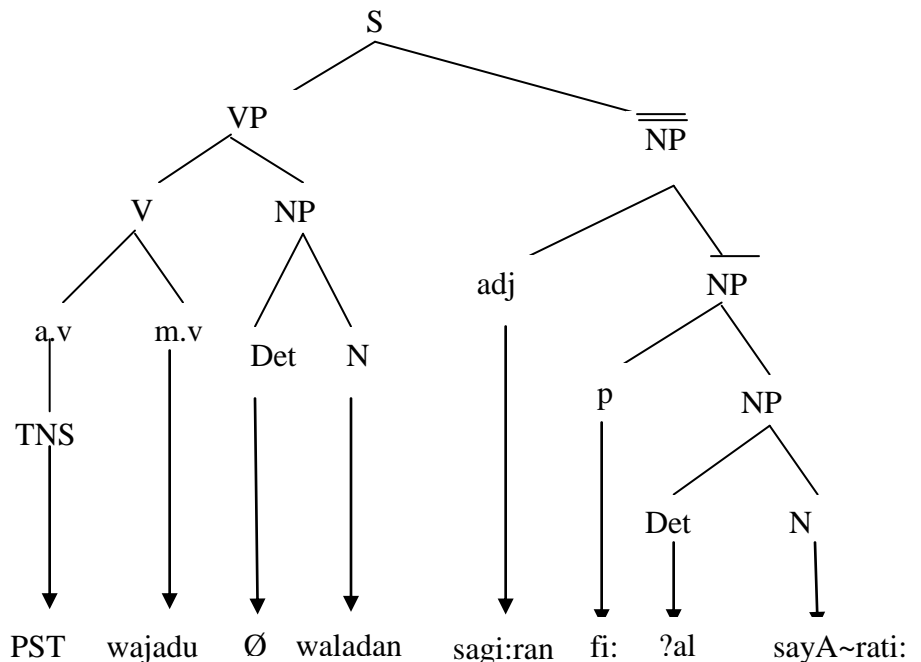 S
VP NP
V NP adj NP
a.v m.v Det N p NP
TNS Det N
PST wajadu Ø waladan sagi:ran fi: ?al sayA~rati: